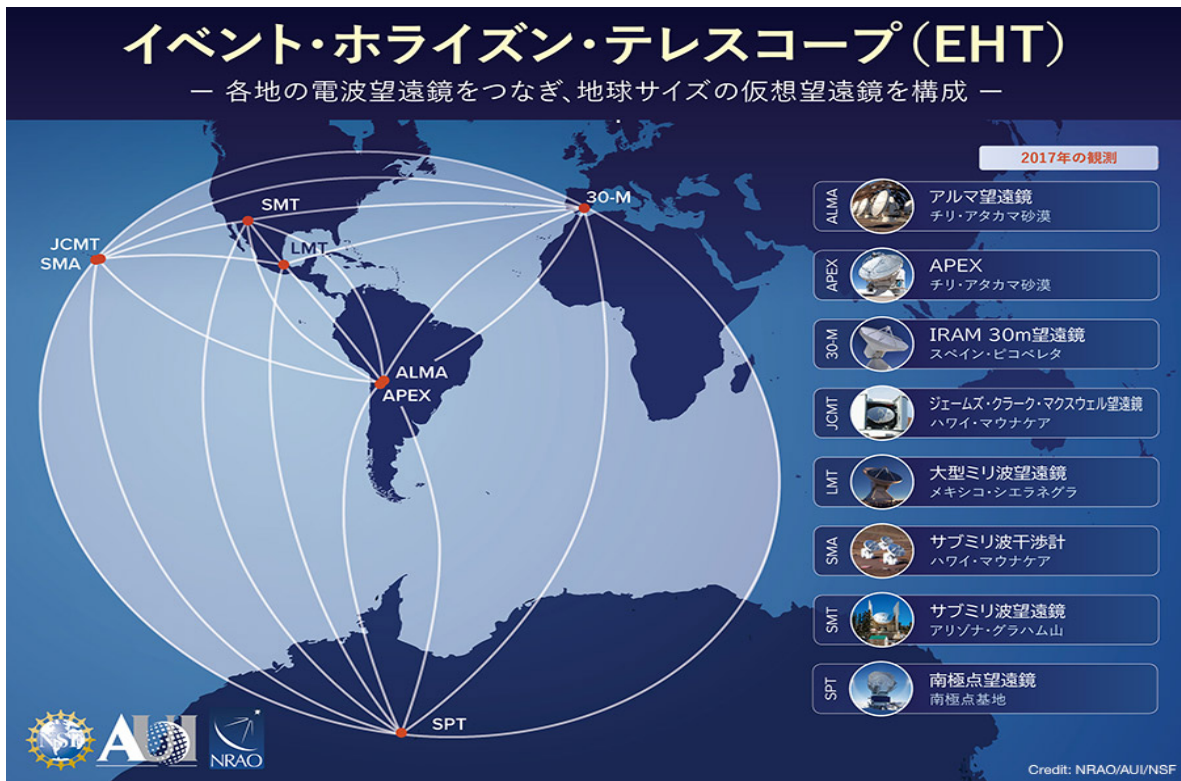 イベント・ホライズン・テレスコープ(EHT)
― 各地の電波望遠鏡をつなぎ、地球サイズの仮想望遠鏡を構成 ―
2017年の観測
SMT
30-M
JCMT
SMA
LMT
ALMA
APEX
SPT
ALMA
アルマ望遠鏡
チリ・アタカマ砂漠
APEX
APEX
チリ・アタカマ砂漠
30-M
IRAM 30m望遠鏡
スペイン・ピコベレタ
JCMT
ジェームズ・クラーク・マクスウェル望遠鏡
ハワイ・マウナケア
LMT
大型ミリ波望遠鏡
メキシコ・シエラネグラ
SMA
サブミリ波干渉計
ハワイ・マウナケア
SMT
サブミリ波望遠鏡
アリゾナ・グラハム山
SPT
南極点望遠鏡
南極点基地
NSF
AUI
NRAO
Credit: NRAO/AUI/NSF